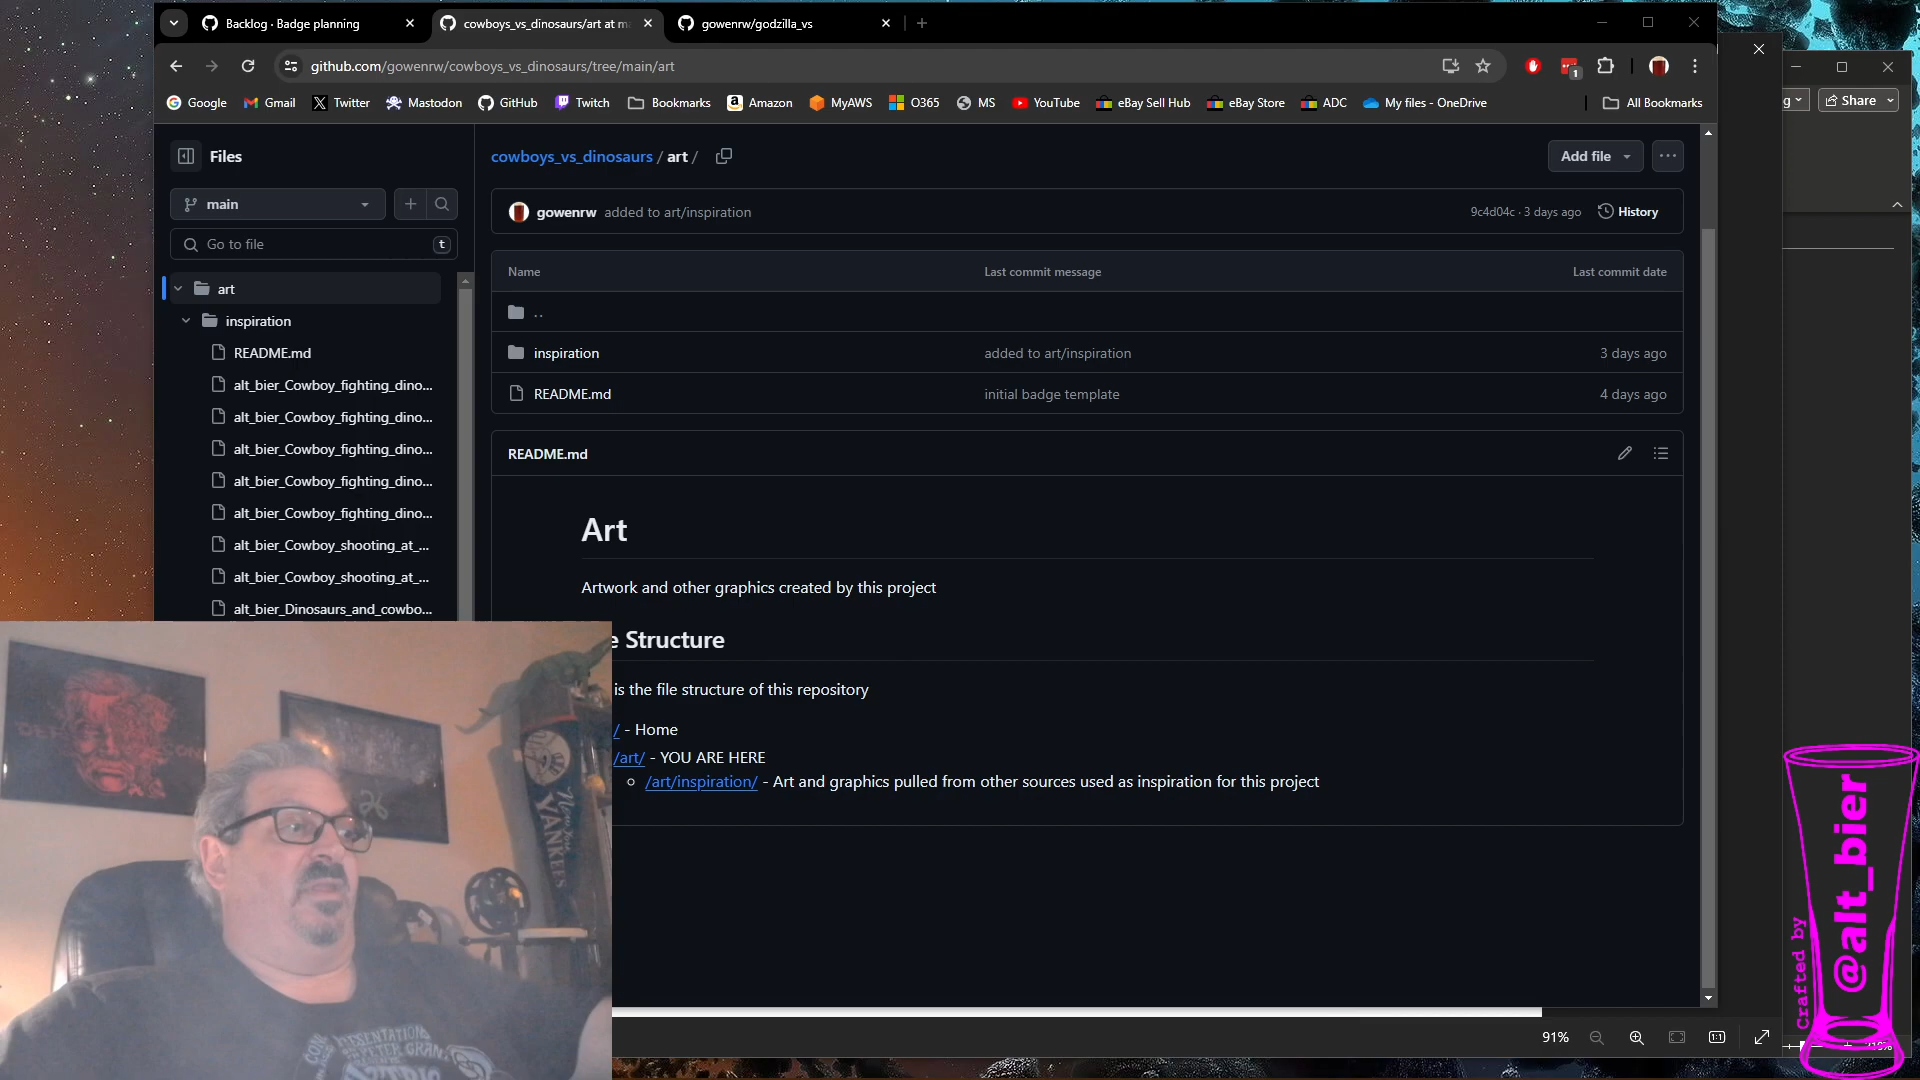 Backlog · Badge planning
cowboys_vs_dinosaurs/art at m
gowenrw/godzilla_vs
github.com/gowenrw/cowboys_vs_dinosaurs/tree/main/art
1
Google
Gmail
Twitter
Mastodon
GitHub
Twitch
Bookmarks
Amazon
MyAWS
O365
MS
YouTube
eBay Sell Hub
eBay Store
ADC
My files - OneDrive
All Bookmarks
g
Share
Files
cowboys_vs_dinosaurs / art /
Add file
main
gowenrw added to art/inspiration
9c4d04c · 3 days ago
History
Go to file
t
Name
Last commit message
Last commit date
art
..
inspiration
README.md
inspiration
added to art/inspiration
3 days ago
alt_bier_Cowboy_fighting_dino...
README.md
initial badge template
4 days ago
alt_bier_Cowboy_fighting_dino...
alt_bier_Cowboy_fighting_dino...
README.md
alt_bier_Cowboy_fighting_dino...
alt_bier_Cowboy_fighting_dino...
alt_bier_Cowboy_shooting_at_...
alt_bier_Cowboy_shooting_at_...
alt_bier_Dinosaurs_and_cowbo...
Art
Artwork and other graphics created by this project
e Structure
is the file structure of this repository
/ - Home
/art/ - YOU ARE HERE
/art/inspiration/ - Art and graphics pulled from other sources used as inspiration for this project
New York
YANKEES
91%
1:1
Crafted by
@alt_bier